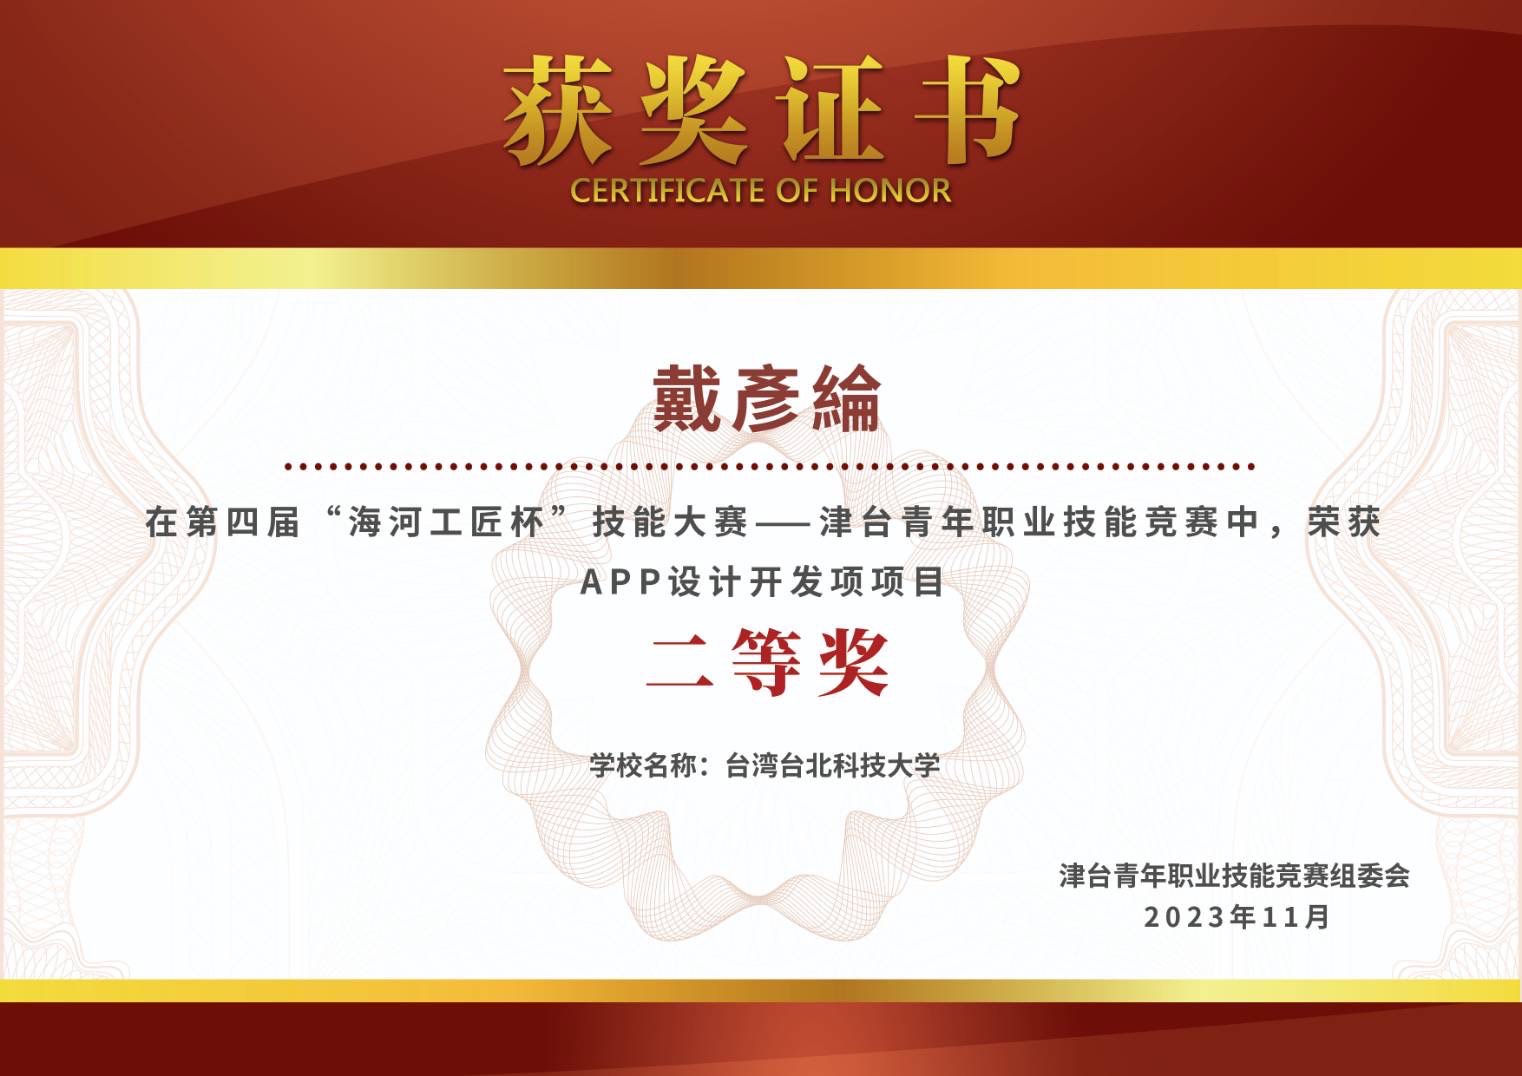 获奖证书
CERTIFICATE OF HONOR
戴彥綸
在第四届“海河工匠杯”技能大赛——津台青年职业技能竞赛中，荣获
APP设计开发项项目
二等奖
学校名称：台湾台北科技大学
津台青年职业技能竞赛组委会
2023年11月